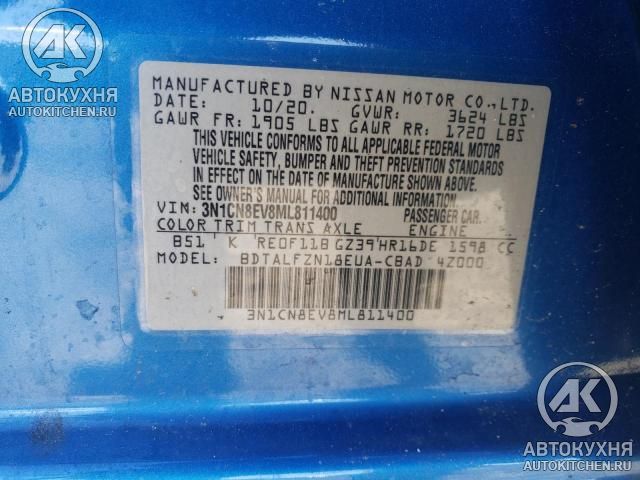 АВТОКУХНЯ
AUTOKITCHEN.RU
АВТОКУХНЯ
AUTOKITCHEN.RU
MANUFACTURED BY NISSAN MOTOR CO.,LTD.
DATE: 10/20. GVWR: 3624 LBS
GAWR FR: 1905 LBS GAWR RR: 1720 LBS
THIS VEHICLE CONFORMS TO ALL APPLICABLE FEDERAL MOTOR
VEHICLE SAFETY, BUMPER AND THEFT PREVENTION STANDARDS
IN EFFECT ON THE DATE OF MANUFACTURE SHOWN ABOVE.
SEE OWNER'S MANUAL FOR ADDITIONAL INFORMATION
VIN: 3N1CN8EV8ML811400 PASSENGER CAR.
COLOR TRIM TRANS AXLE ENGINE
B51 K RE0F11B GZ39 HR16DE 1598 CC
MODEL: BDTALFZN18EUA-CBAD 4Z000
3N1CN8EV8ML811400
АК
АВТОКУХНЯ
AUTOKITCHEN.RU